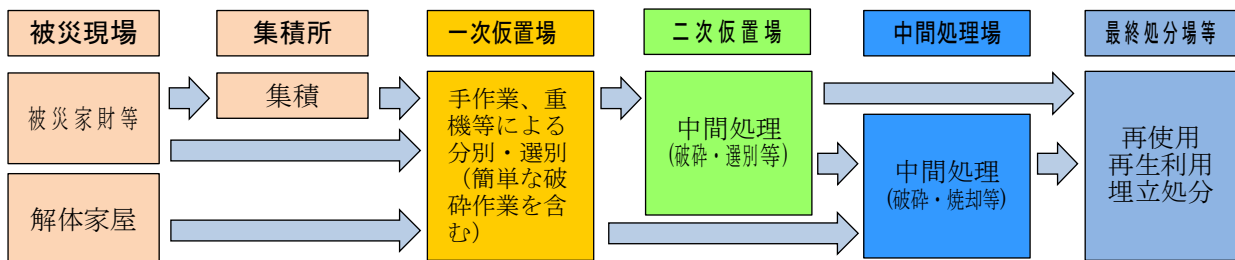 被災現場
集積所
一次仮置場
二次仮置場
中間処理場
最終処分場等
被災家財等
解体家屋
集積
手作業、重
機等による
分別・選別
（簡単な破
砕作業を含
む）
中間処理
(破砕・選別等)
中間処理
(破砕・焼却等)
再使用
再生利用
埋立処分